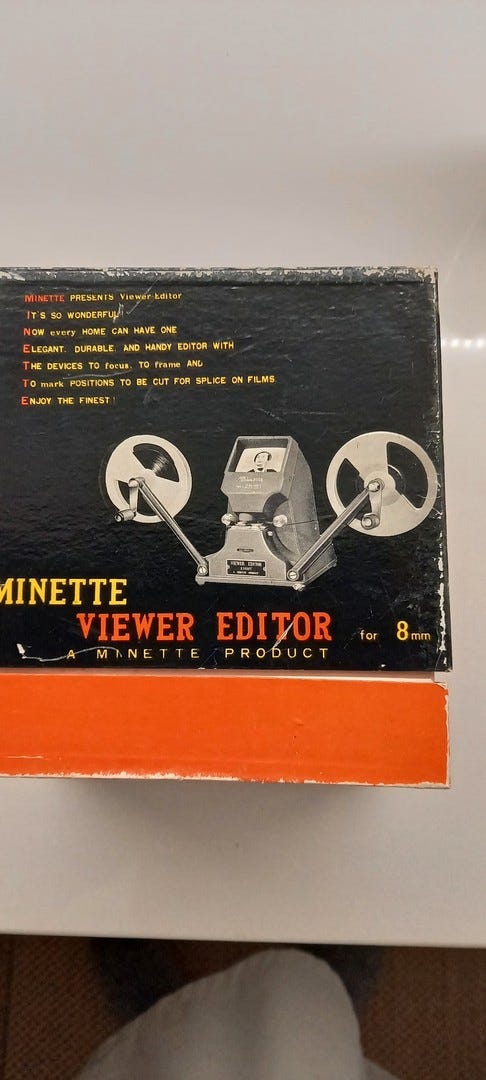 MINETTE PRESENTS Viewer-Editor
IT'S SO WONDERFUL!
NOW every HOME CAN HAVE ONE
ELEGANT. DURABLE. AND HANDY EDITOR WITH
THE DEVICES TO focus. TO frame AND
TO mark POSITIONS TO BE CUT FOR SPLICE ON FILMS.
ENJOY THE FINEST!
Minette
VIEWER EDITOR
MINETTE
VIEWER EDITOR for 8mm
A MINETTE PRODUCT